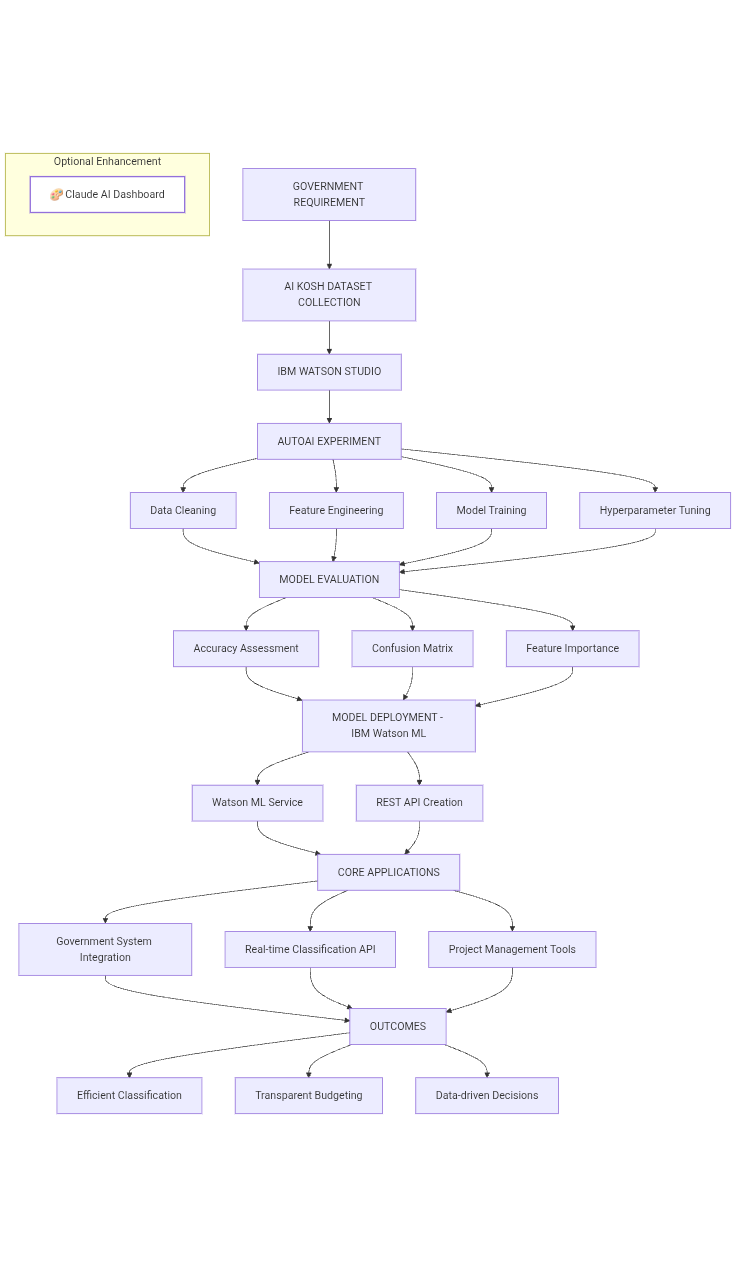 Optional Enhancement
🎨 Claude AI Dashboard
GOVERNMENT
REQUIREMENT
AI KOSH DATASET
COLLECTION
IBM WATSON STUDIO
AUTOAI EXPERIMENT
Data Cleaning
Feature Engineering
Model Training
Hyperparameter Tuning
MODEL EVALUATION
Accuracy Assessment
Confusion Matrix
Feature Importance
MODEL DEPLOYMENT -
IBM Watson ML
Watson ML Service
REST API Creation
CORE APPLICATIONS
Government System
Integration
Real-time Classification API
Project Management Tools
OUTCOMES
Efficient Classification
Transparent Budgeting
Data-driven Decisions